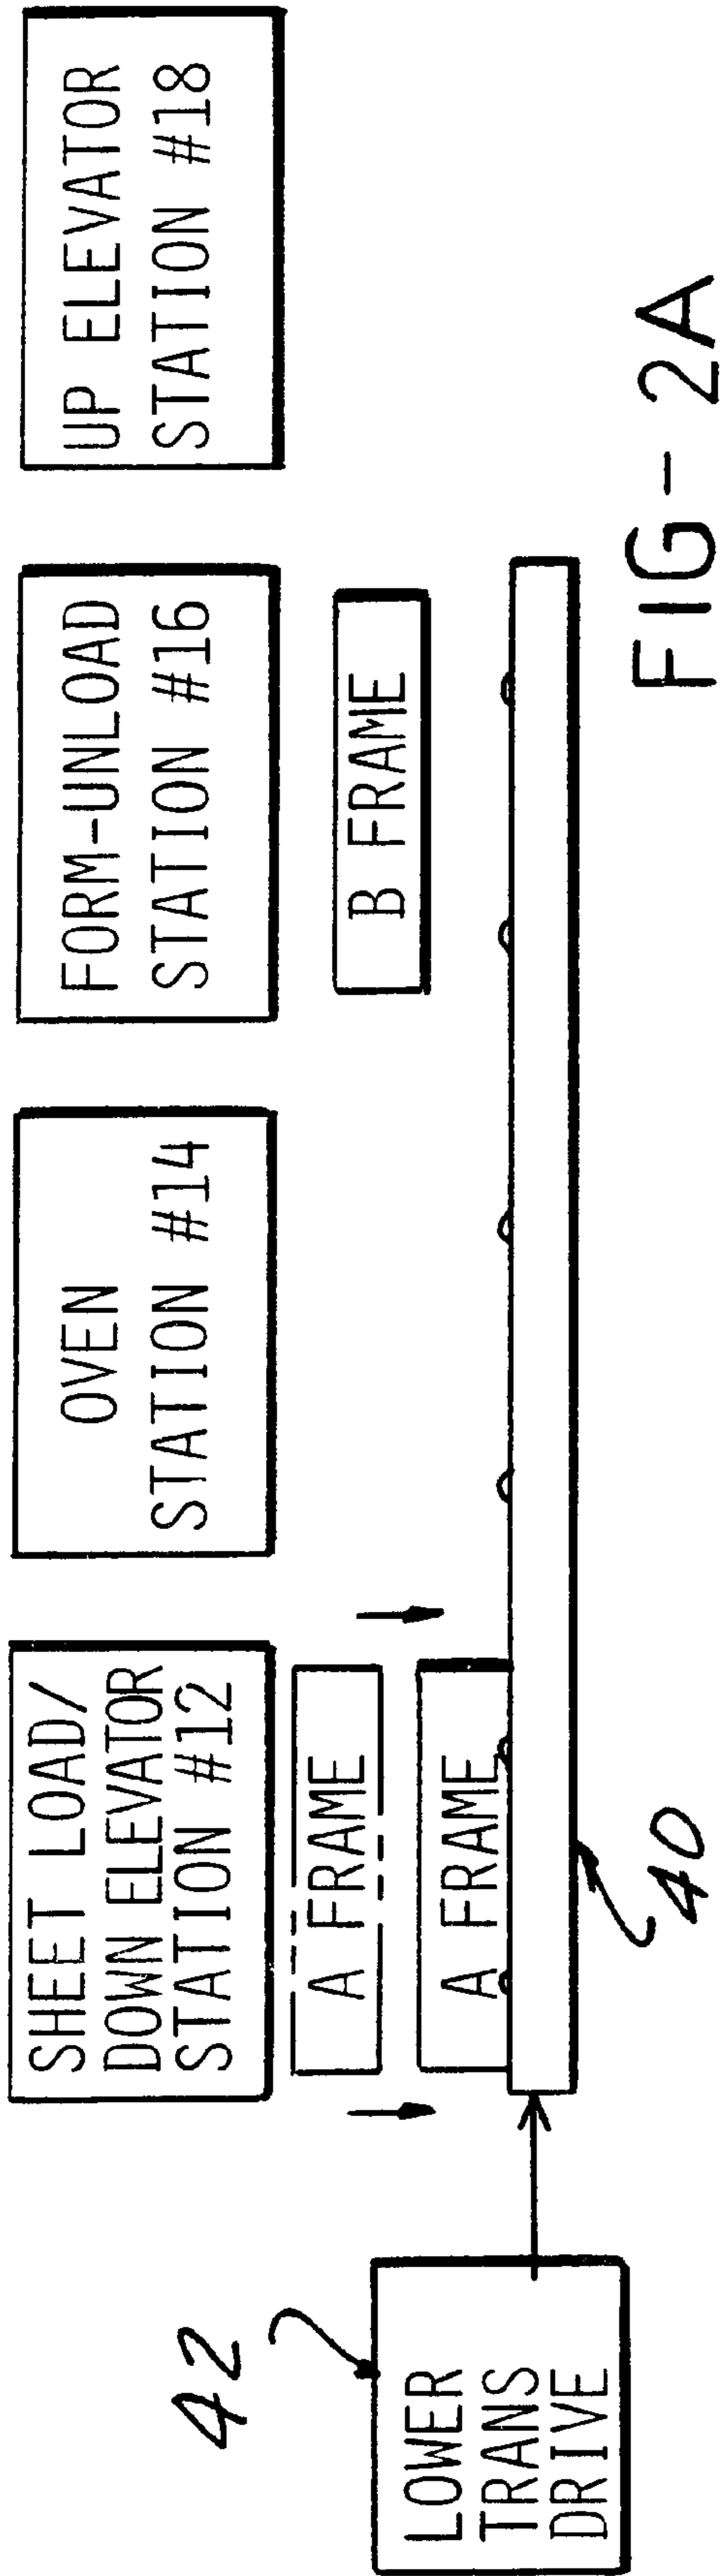 SHEET LOAD/
DOWN ELEVATOR
STATION #12
OVEN
STATION #14
FORM-UNLOAD
STATION #16
UP ELEVATOR
STATION #18
A FRAME
A FRAME
B FRAME
42
LOWER
TRANS
DRIVE
40
FIG-2A